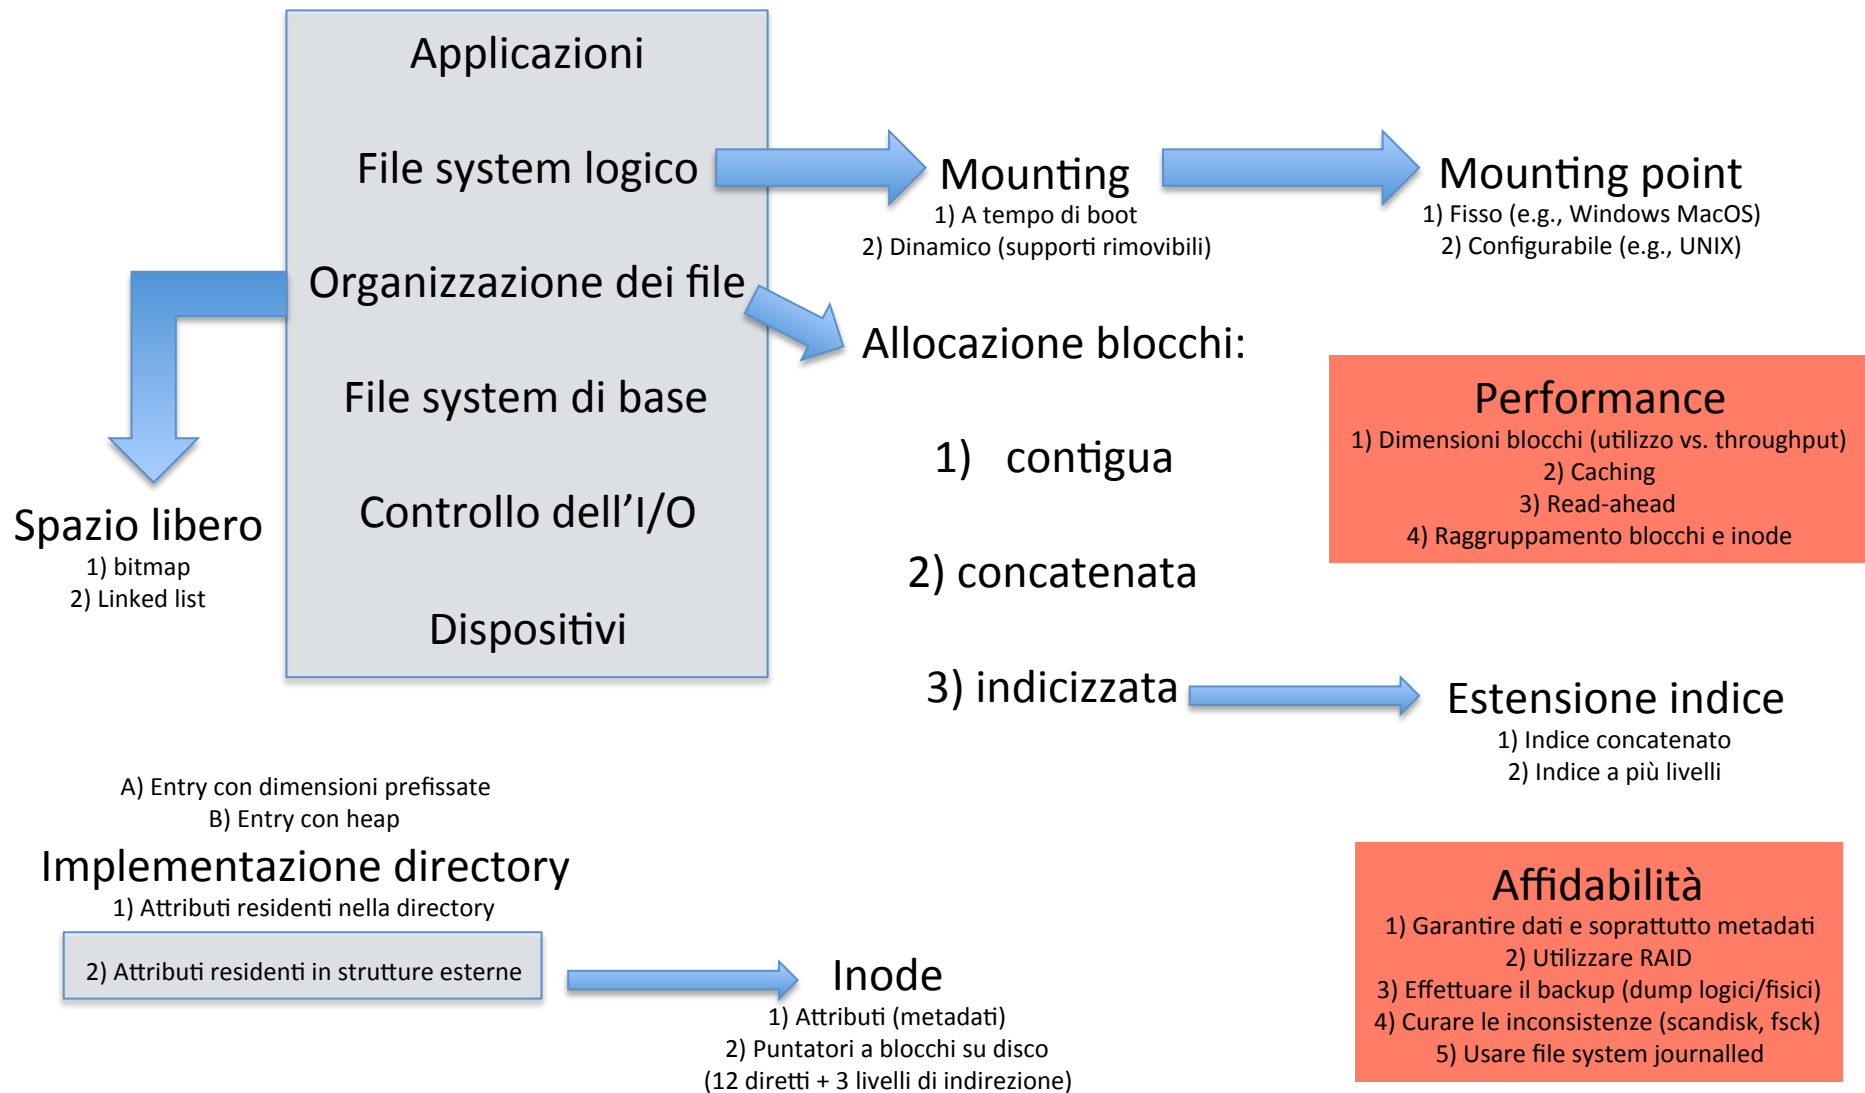 Applicazioni
File system logico
Organizzazione dei file
File system di base
Controllo dell'I/O
Dispositivi
Mounting
1) A tempo di boot
2) Dinamico (supporti rimovibili)
Mounting point
1) Fisso (e.g., Windows MacOS)
2) Configurabile (e.g., UNIX)
Spazio libero
1) bitmap
2) Linked list
Allocazione blocchi:
1) contigua
2) concatenata
3) indicizzata
Performance
1) Dimensioni blocchi (utilizzo vs. throughput)
2) Caching
3) Read-ahead
4) Raggruppamento blocchi e inode
Estensione indice
1) Indice concatenato
2) Indice a più livelli
A) Entry con dimensioni prefissate
B) Entry con heap
Implementazione directory
1) Attributi residenti nella directory
2) Attributi residenti in strutture esterne
Inode
1) Attributi (metadati)
2) Puntatori a blocchi su disco
(12 diretti + 3 livelli di indirezione)
Affidabilità
1) Garantire dati e soprattutto metadati
2) Utilizzare RAID
3) Effettuare il backup (dump logici/fisici)
4) Curare le inconsistenze (scandisk, fsck)
5) Usare file system journalled